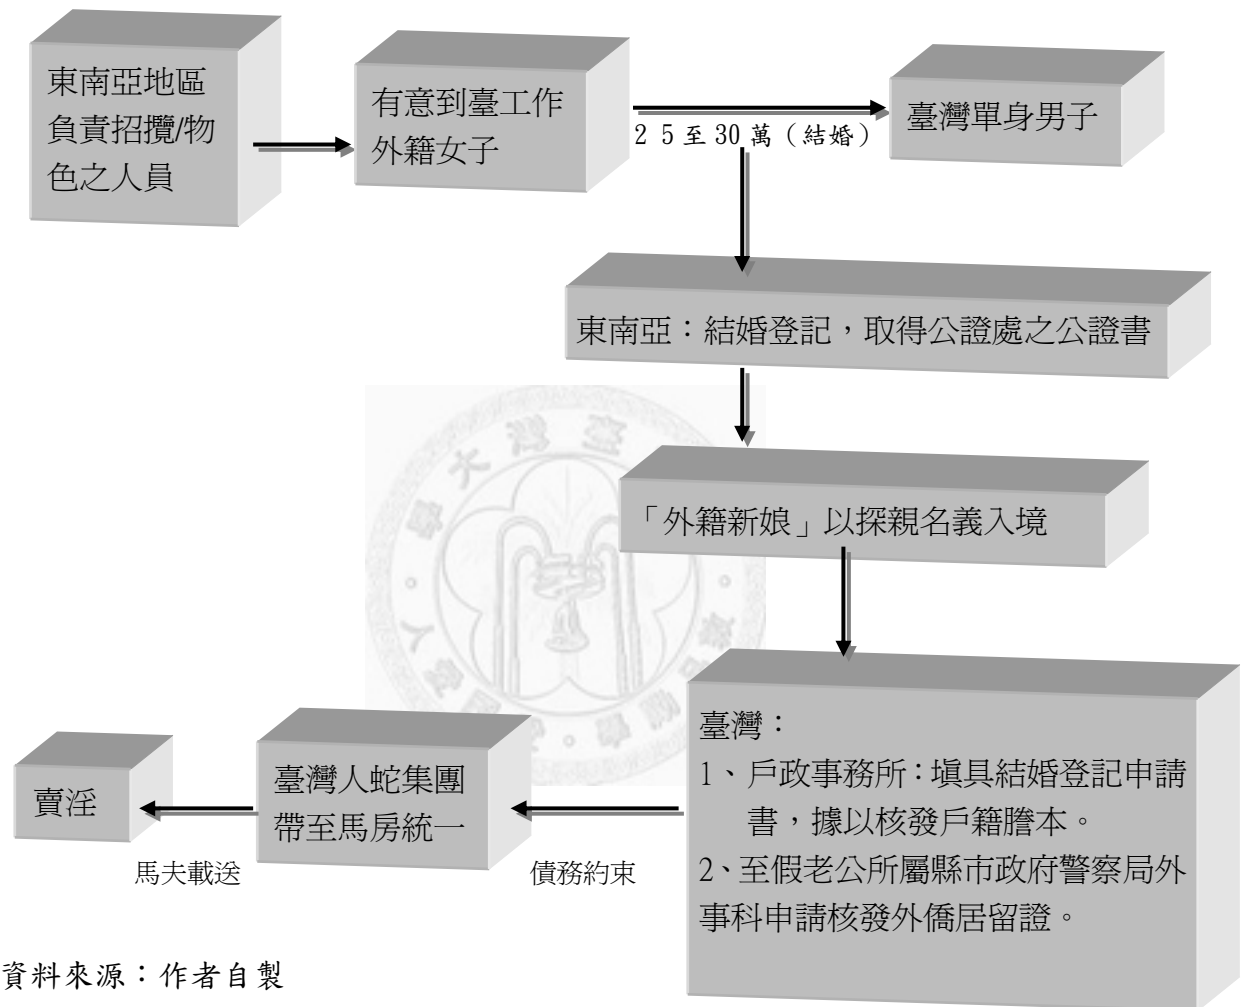 東南亞地區
負責招攬/物
色之人員
有意到臺工作
外籍女子
25至30萬（結婚）
臺灣單身男子
東南亞：結婚登記，取得公證處之公證書
「外籍新娘」以探親名義入境
臺灣：
1、戶政事務所：填具結婚登記申請
書，據以核發戶籍謄本。
2、至假老公所屬縣市政府警察局外
事科申請核發外僑居留證。
債務約束
臺灣人蛇集團
帶至馬房統一
馬夫載送
賣淫
資料來源：作者自製